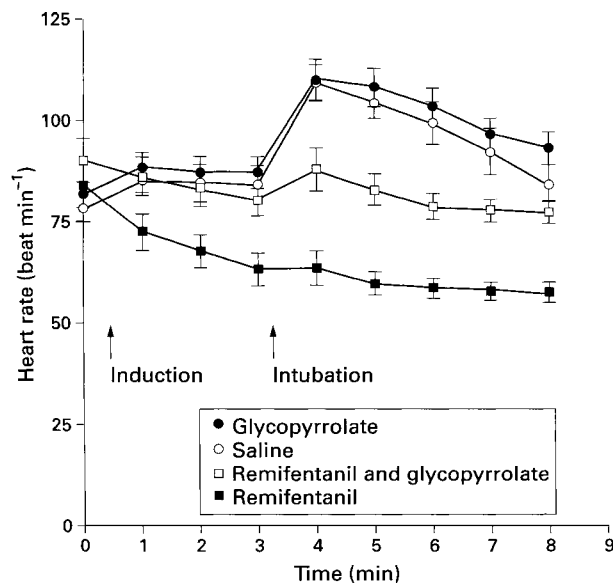 125
100
75
50
25
0
Heart rate (beat min⁻¹)
Induction
Intubation
Glycopyrrolate
Saline
Remifentanil and glycopyrrolate
Remifentanil
0 1 2 3 4 5 6 7 8 9
Time (min)